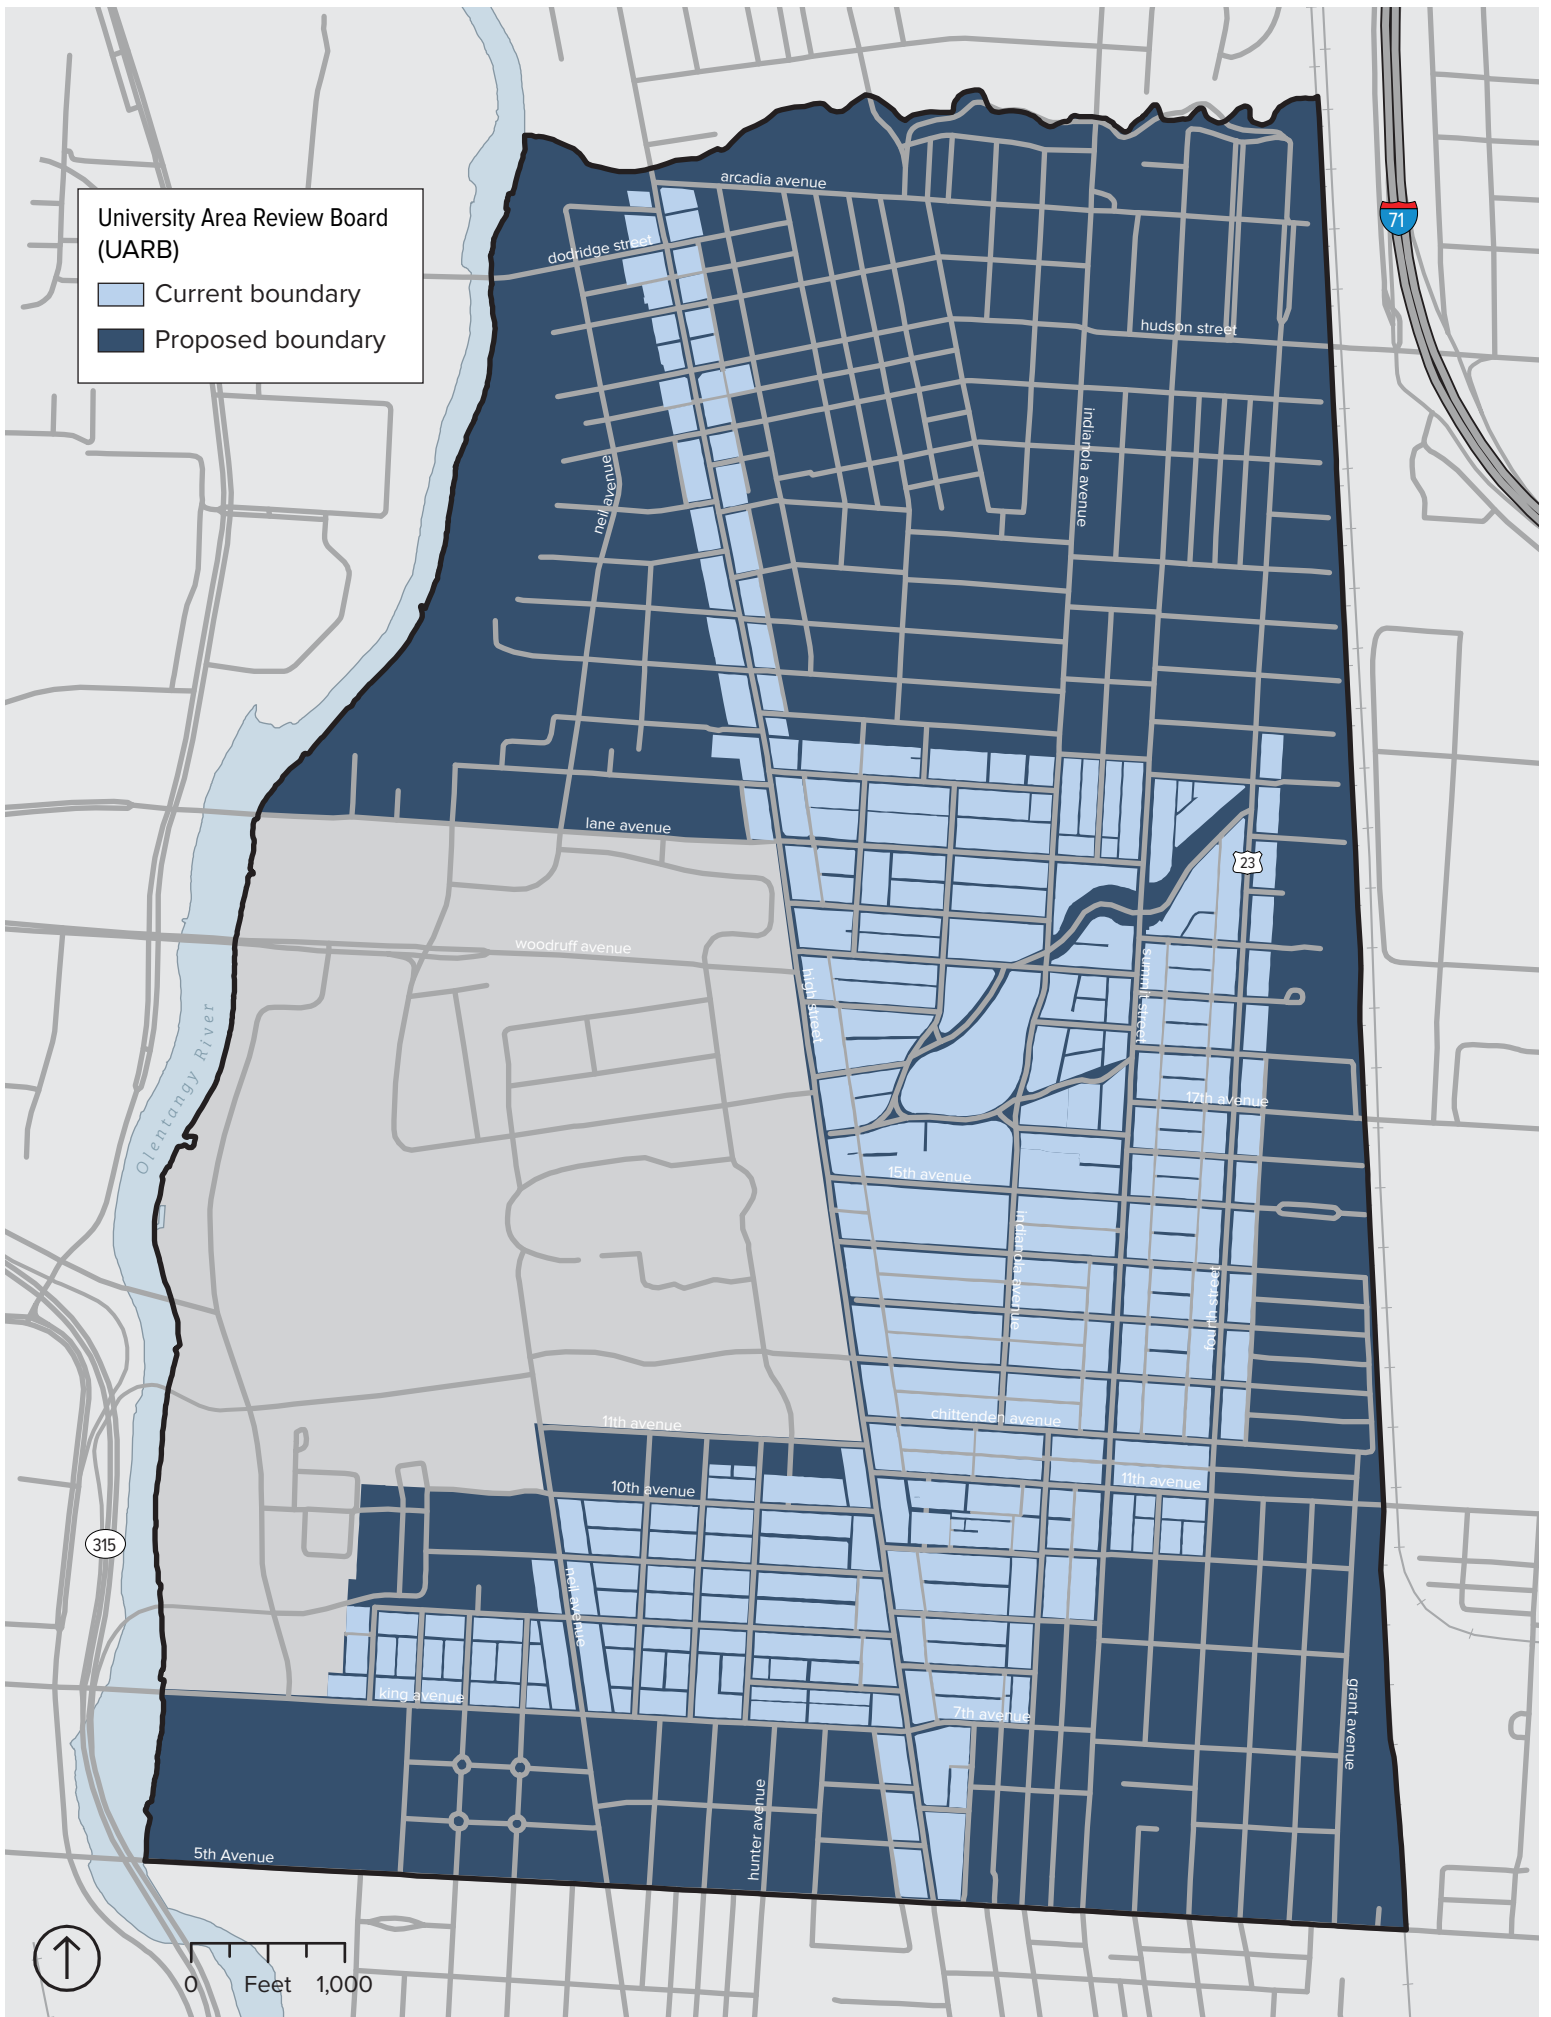 arcadia avenue
University Area Review Board
(UARB)
Current boundary
Proposed boundary
71
dodridge street
hudson street
indianola avenue
neil avenue
lane avenue
23
woodruff avenue
high street
summit street
Olentangy River
17th avenue
15th avenue
indianola avenue
fourth street
chittenden avenue
11th avenue
11th avenue
10th avenue
315
neil avenue
king avenue
7th avenue
grant avenue
hunter avenue
5th Avenue
0 Feet 1,000